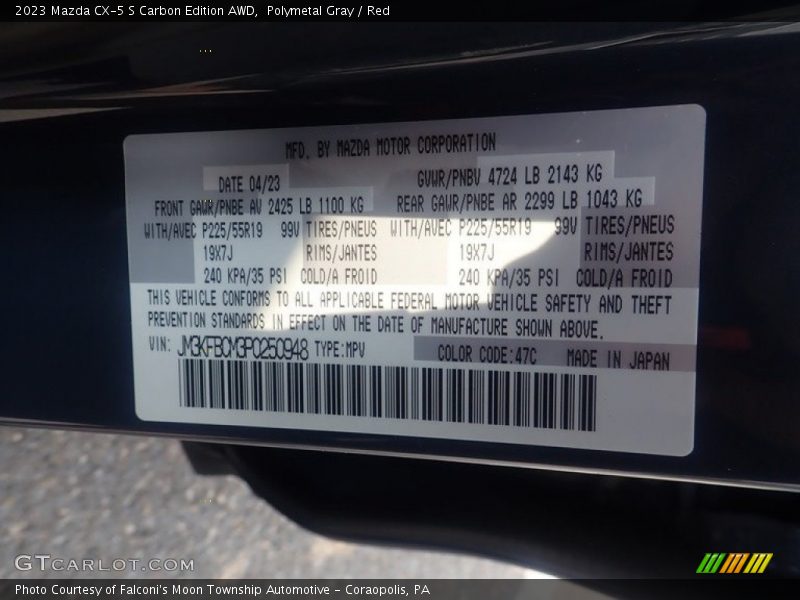 2023 Mazda CX-5 S Carbon Edition AWD, Polymetal Gray / Red
MFD. BY MAZDA MOTOR CORPORATION
DATE 04/23 GVWR/PNBV 4724 LB 2143 KG
FRONT GAWR/PNBE AV 2425 LB 1100 KG REAR GAWR/PNBE AR 2299 LB 1043 KG
WITH/AVEC P225/55R19 99V TIRES/PNEUS WITH/AVEC P225/55R19 99V TIRES/PNEUS
19X7J RIMS/JANTES 19X7J RIMS/JANTES
240 KPA/35 PSI COLD/A FROID 240 KPA/35 PSI COLD/A FROID
THIS VEHICLE CONFORMS TO ALL APPLICABLE FEDERAL MOTOR VEHICLE SAFETY AND THEFT
PREVENTION STANDARDS IN EFFECT ON THE DATE OF MANUFACTURE SHOWN ABOVE.
VIN: JM3KFBCM3P0250948 TYPE:MPV COLOR CODE:47C MADE IN JAPAN
GTCARLOT.COM
Photo Courtesy of Falconi's Moon Township Automotive - Coraopolis, PA